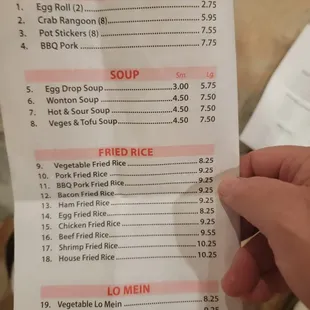 1. Egg Roll (2) 2.75
2. Crab Rangoon (8) 5.95
3. Pot Stickers (8) 7.55
4. BBQ Pork 7.75
SOUP Sm. Lg.
5. Egg Drop Soup 3.00 5.75
6. Wonton Soup 4.50 7.50
7. Hot & Sour Soup 4.50 7.50
8. Veges & Tofu Soup 4.50 7.50
FRIED RICE
9. Vegetable Fried Rice 8.25
10. Pork Fried Rice 9.25
11. BBQ Pork Fried Rice 9.25
12. Bacon Fried Rice 9.25
13. Ham Fried Rice 9.25
14. Egg Fried Rice 8.25
15. Chicken Fried Rice 9.25
16. Beef Fried Rice 9.55
17. Shrimp Fried Rice 10.25
18. House Fried Rice 10.25
LO MEIN
19. Vegetable Lo Mein 8.25